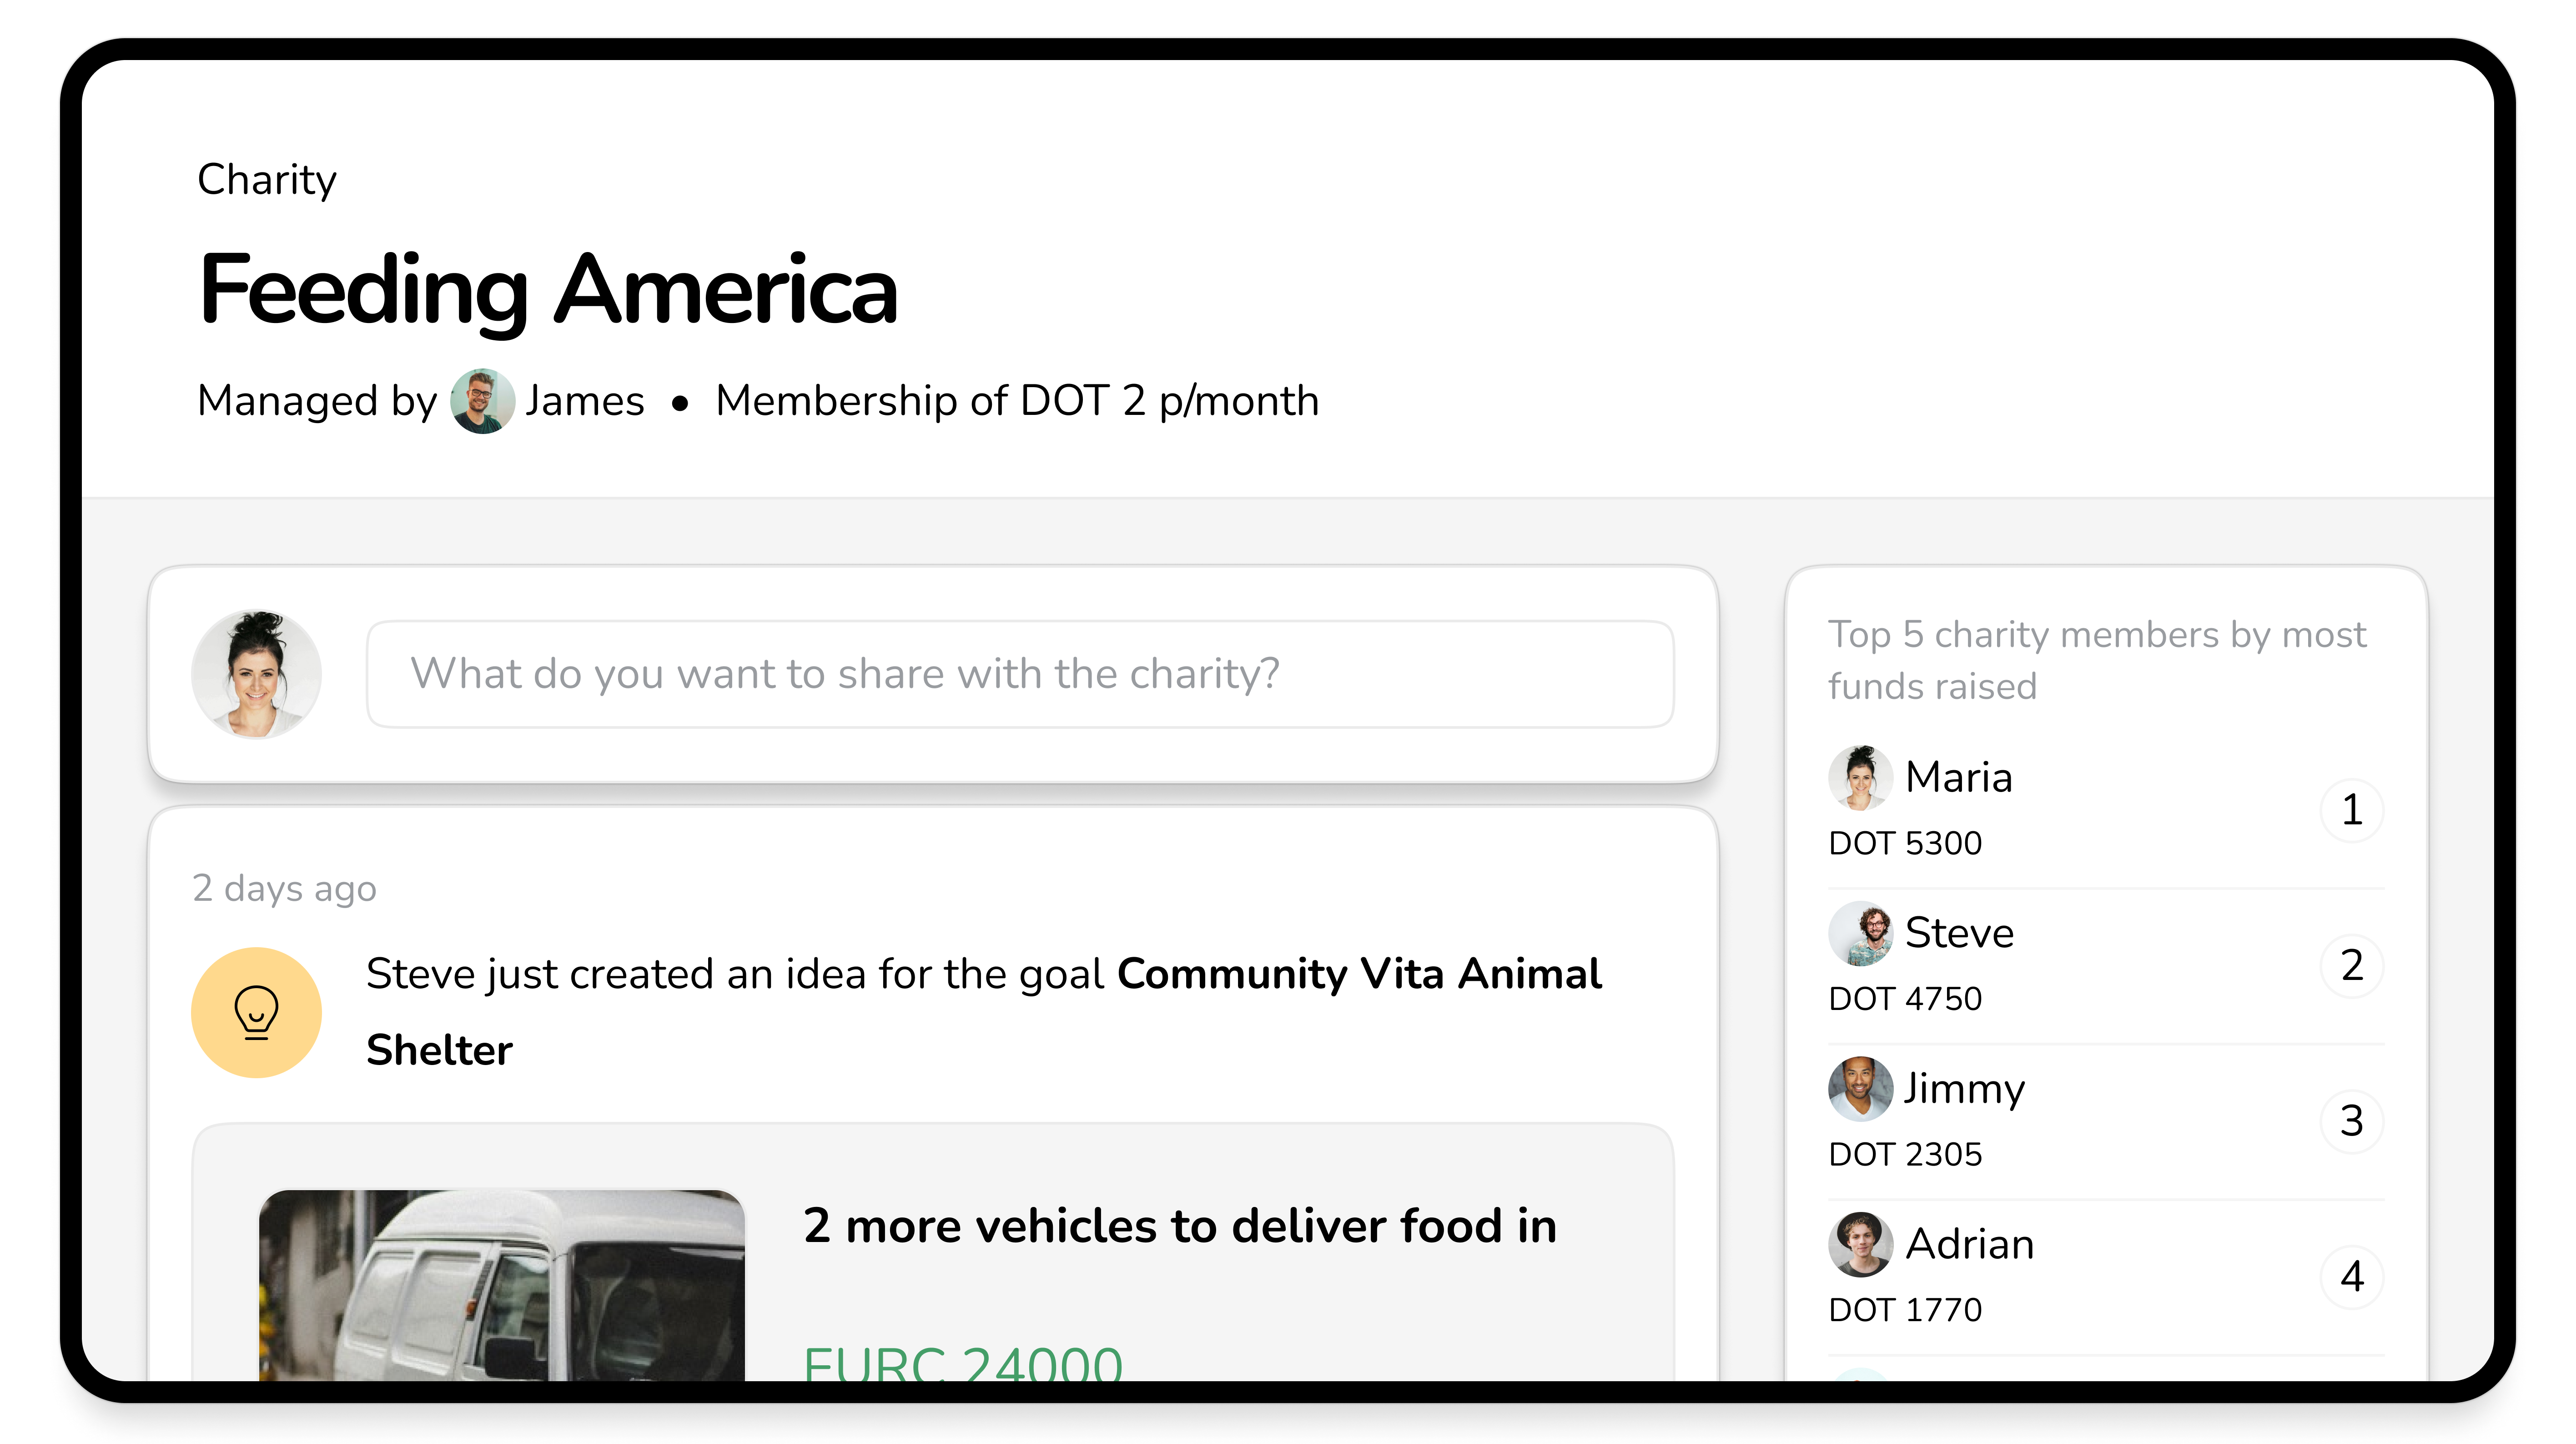 Charity
Feeding America
Managed by James • Membership of DOT 2 p/month
What do you want to share with the charity?
2 days ago
Steve just created an idea for the goal Community Vita Animal
Shelter
2 more vehicles to deliver food in
EURC 24000
Top 5 charity members by most
funds raised
Maria
DOT 5300
1
Steve
DOT 4750
2
Jimmy
DOT 2305
3
Adrian
DOT 1770
4